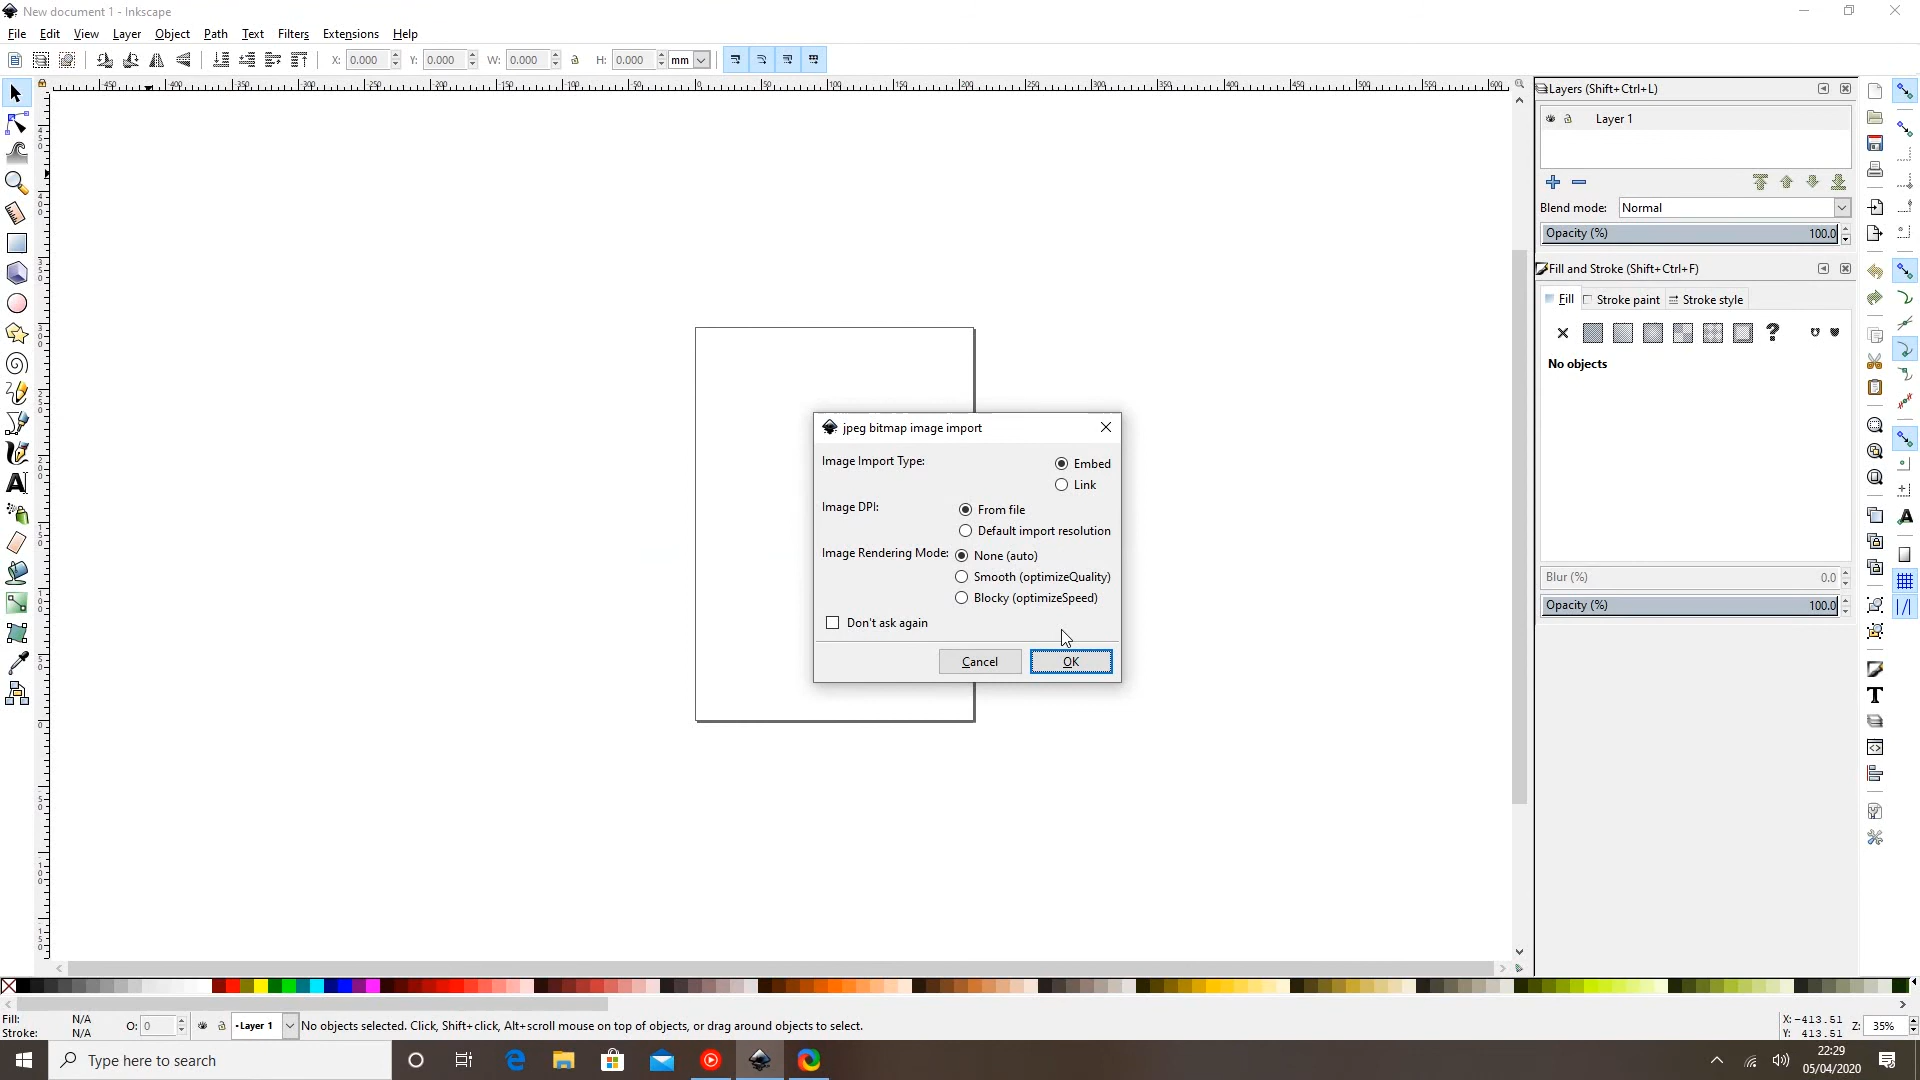 New document 1 - Inkscape
File Edit View Layer Object Path Text Filters Extensions Help
X: 0.000 Y: 0.000 W: 0.000 H: 0.000 mm
Layers (Shift+Ctrl+L)
Layer 1
Blend mode: Normal
Opacity (%) 100.0
Fill and Stroke (Shift+Ctrl+F)
Fill Stroke paint Stroke style
No objects
Blur (%) 0.0
Opacity (%) 100.0
jpeg bitmap image import
Image Import Type: Embed
Link
Image DPI: From file
Default import resolution
Image Rendering Mode: None (auto)
Smooth (optimizeQuality)
Blocky (optimizeSpeed)
Don't ask again
Cancel OK
Fill: N/A
Stroke: N/A
O: 0
Layer 1
No objects selected. Click, Shift+click, Alt+scroll mouse on top of objects, or drag around objects to select.
X: -413.51
Y: 413.51
Z: 35%
Type here to search
22:29
05/04/2020